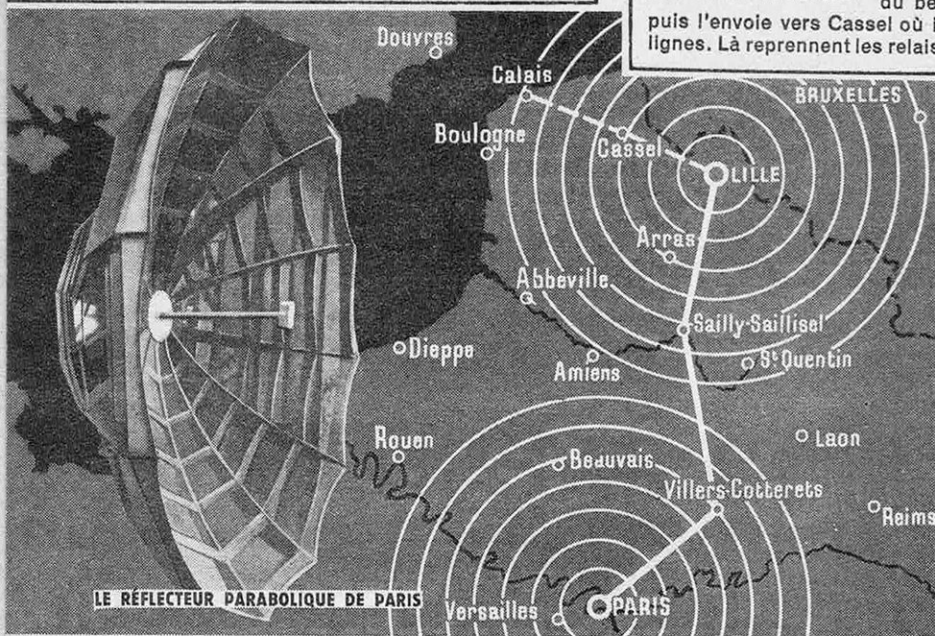 du be
puis l'envoie vers Cassel où i
lignes. Là reprennent les relais
Douvres
Calais
BRUXELLES
Boulogne
Cassel
LILLE
Arras
Abbeville
Sailly-Saillisel
Dieppe
Amiens
St Quentin
Rouen
Laon
Beauvais
Villers-Cotterets
Reims
LE RÉFLECTEUR PARABOLIQUE DE PARIS
Versailles
PARIS